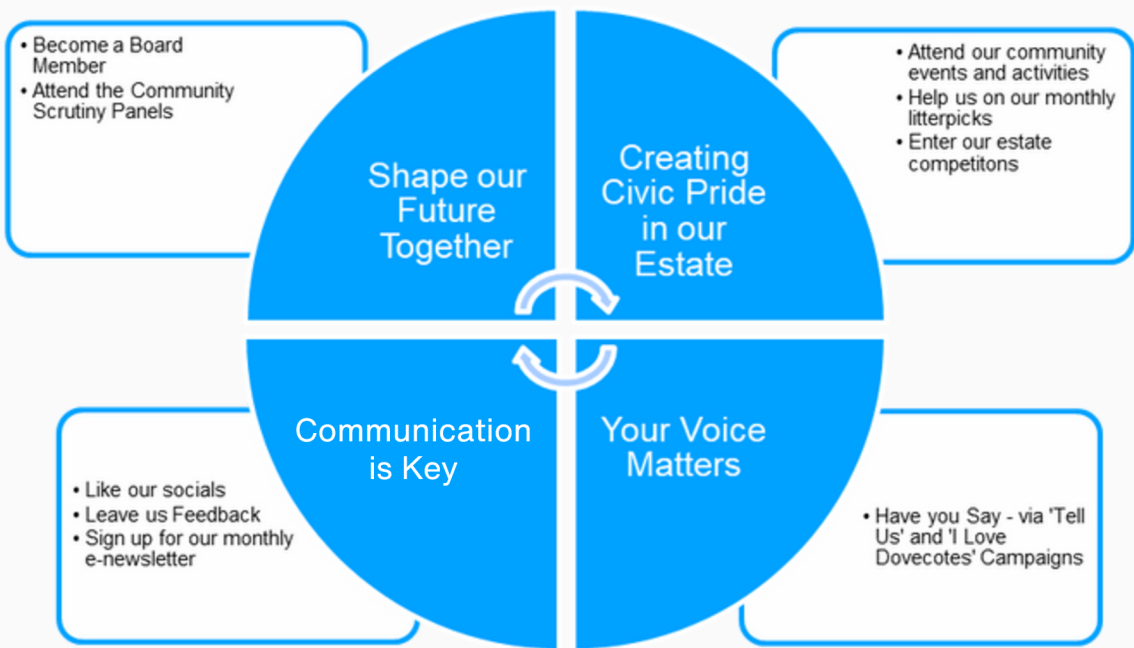 • Become a Board
Member
• Attend the Community
Scrutiny Panels
Shape our
Future
Together
• Attend our community
events and activities
• Help us on our monthly
litterpicks
• Enter our estate
competitons
Creating
Civic Pride
in our
Estate
Communication
is Key
• Like our socials
• Leave us Feedback
• Sign up for our monthly
e-newsletter
Your Voice
Matters
• Have you Say - via 'Tell
Us' and 'I Love
Dovecotes' Campaigns